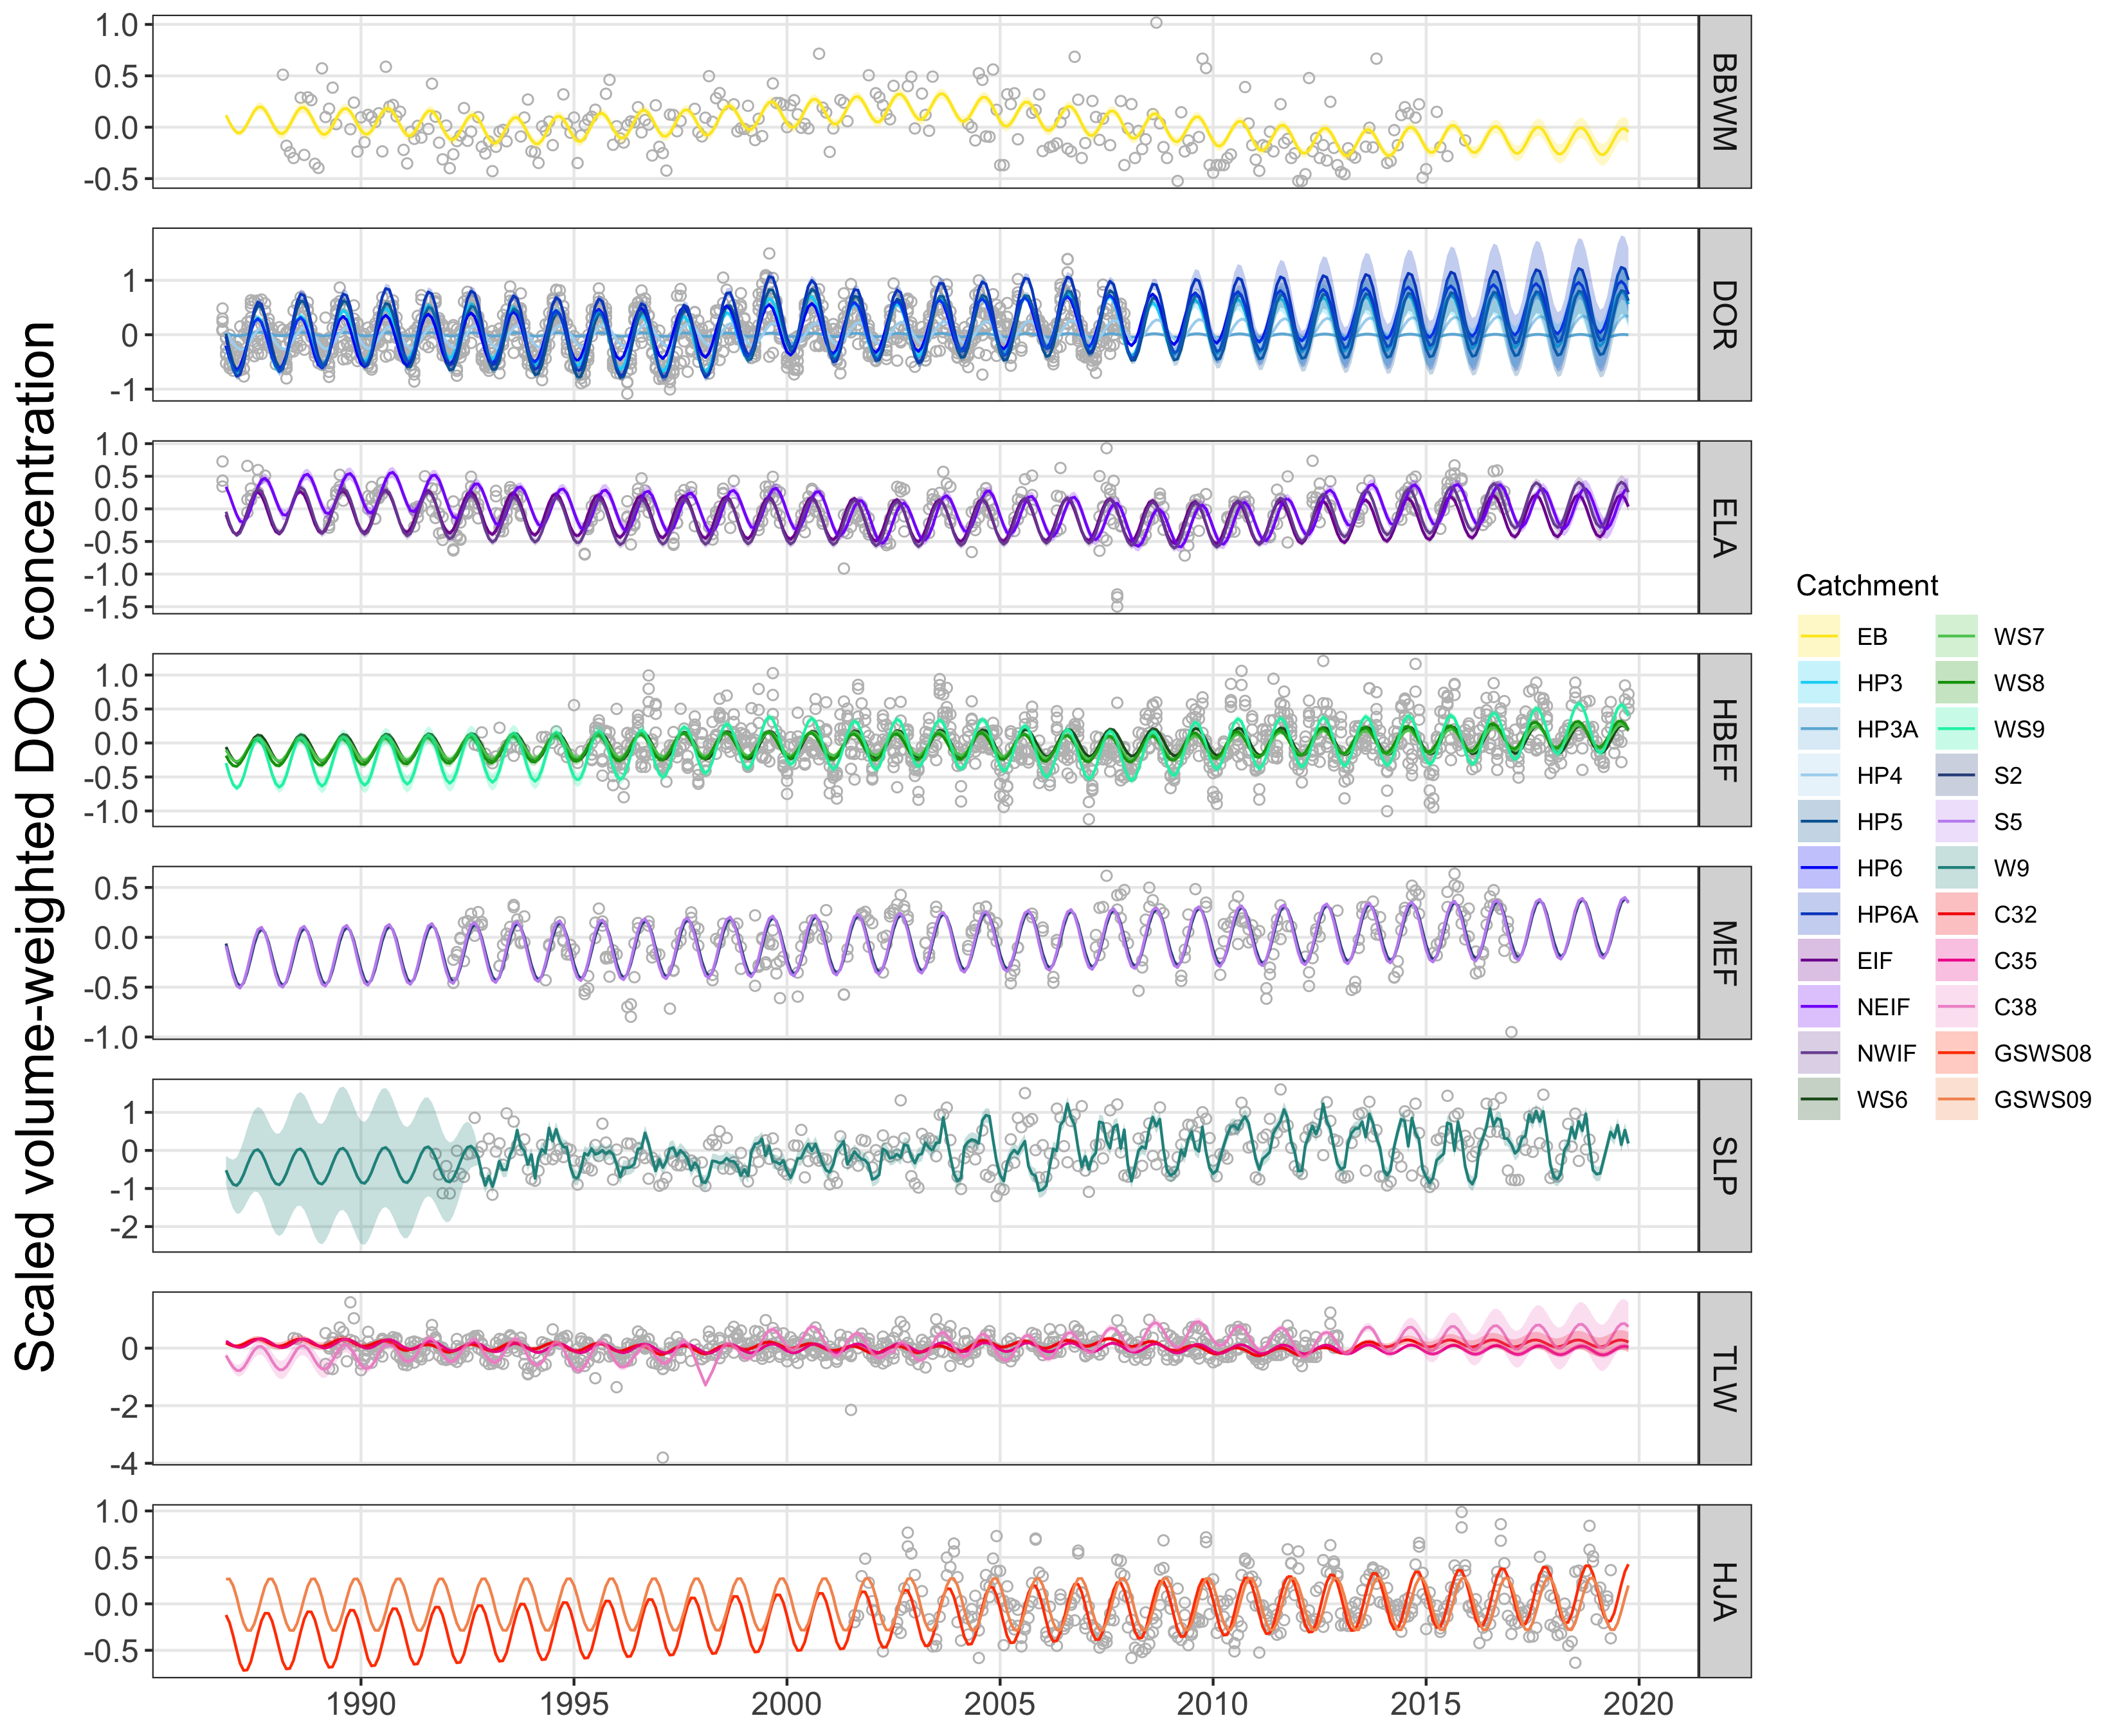 Scaled volume-weighted DOC concentration
1.0
0.5
0.0
-0.5
BBWM
1
0
-1
DOR
1.0
0.5
0.0
-0.5
-1.0
-1.5
ELA
1.0
0.5
0.0
-0.5
-1.0
HBEF
0.5
0.0
-0.5
-1.0
MEF
1
0
-1
-2
SLP
0
-2
-4
TLW
1.0
0.5
0.0
-0.5
HJA
1990 1995 2000 2005 2010 2015 2020
Catchment
EB
HP3
HP3A
HP4
HP5
HP6
HP6A
EIF
NEIF
NWIF
WS6
WS7
WS8
WS9
S2
S5
W9
C32
C35
C38
GSWS08
GSWS09